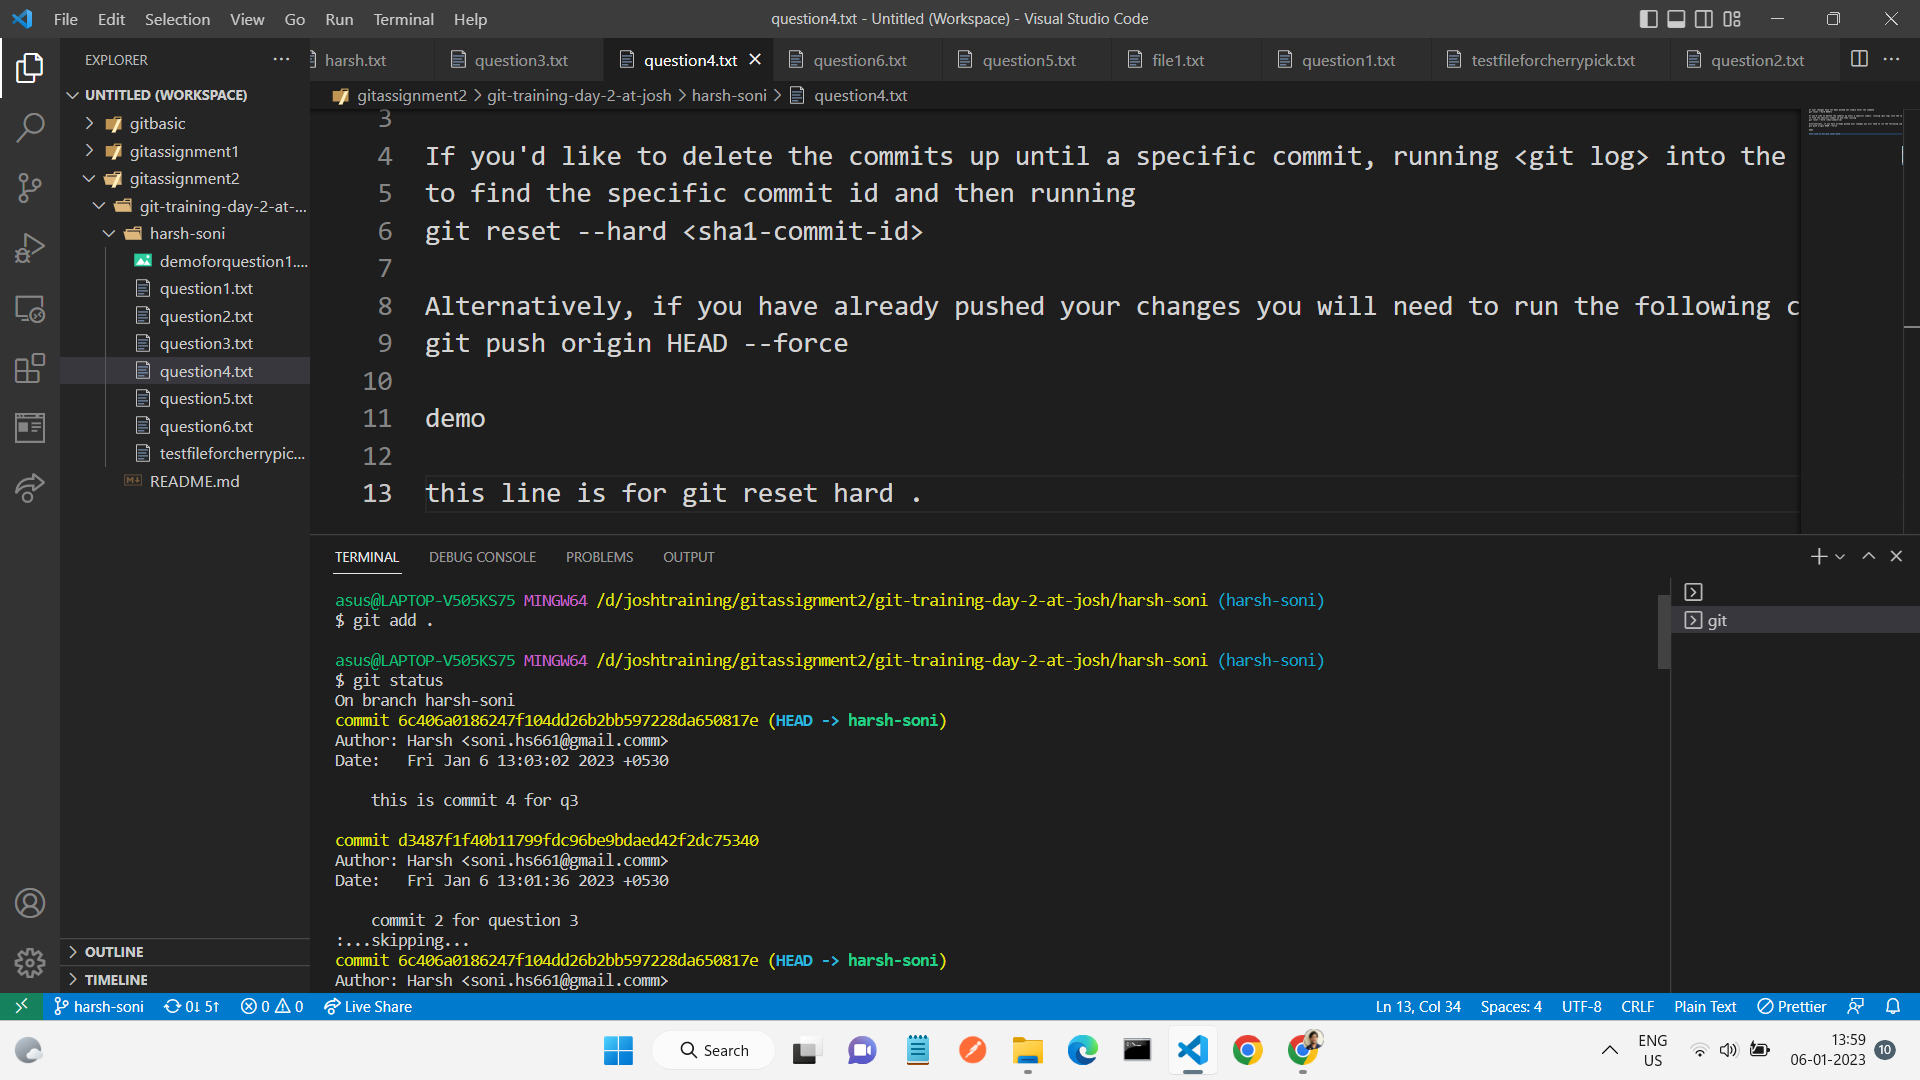 File Edit Selection View Go Run Terminal Help
question4.txt - Untitled (Workspace) - Visual Studio Code
EXPLORER
harsh.txt
question3.txt
question4.txt
question6.txt
question5.txt
file1.txt
question1.txt
testfileforcherrypick.txt
question2.txt
gitassignment2 > git-training-day-2-at-josh > harsh-soni > question4.txt
UNTITLED (WORKSPACE)
gitbasic
gitassignment1
gitassignment2
git-training-day-2-at-...
harsh-soni
demoforquestion1....
question1.txt
question2.txt
question3.txt
question4.txt
question5.txt
question6.txt
testfileforcherrypic...
README.md
OUTLINE
TIMELINE
3
4 If you'd like to delete the commits up until a specific commit, running <git log> into the
5 to find the specific commit id and then running
6 git reset --hard <sha1-commit-id>
7
8 Alternatively, if you have already pushed your changes you will need to run the following c
9 git push origin HEAD --force
10
11 demo
12
13 this line is for git reset hard .
TERMINAL DEBUG CONSOLE PROBLEMS OUTPUT
asus@LAPTOP-V505KS75 MINGW64 /d/joshtraining/gitassignment2/git-training-day-2-at-josh/harsh-soni (harsh-soni)
$ git add .
asus@LAPTOP-V505KS75 MINGW64 /d/joshtraining/gitassignment2/git-training-day-2-at-josh/harsh-soni (harsh-soni)
$ git status
On branch harsh-soni
commit 6c406a0186247f104dd26b2bb597228da650817e (HEAD -> harsh-soni)
Author: Harsh <soni.hs661@gmail.comm>
Date:   Fri Jan 6 13:03:02 2023 +0530
this is commit 4 for q3
commit d3487f1f40b11799fdc96be9bdaed42f2dc75340
Author: Harsh <soni.hs661@gmail.comm>
Date:   Fri Jan 6 13:01:36 2023 +0530
commit 2 for question 3
:...skipping...
commit 6c406a0186247f104dd26b2bb597228da650817e (HEAD -> harsh-soni)
Author: Harsh <soni.hs661@gmail.comm>
git
harsh-soni 0↓ 5↑ 0 0 Live Share
Ln 13, Col 34 Spaces: 4 UTF-8 CRLF Plain Text Prettier
Search
ENG
US
13:59
06-01-2023
10